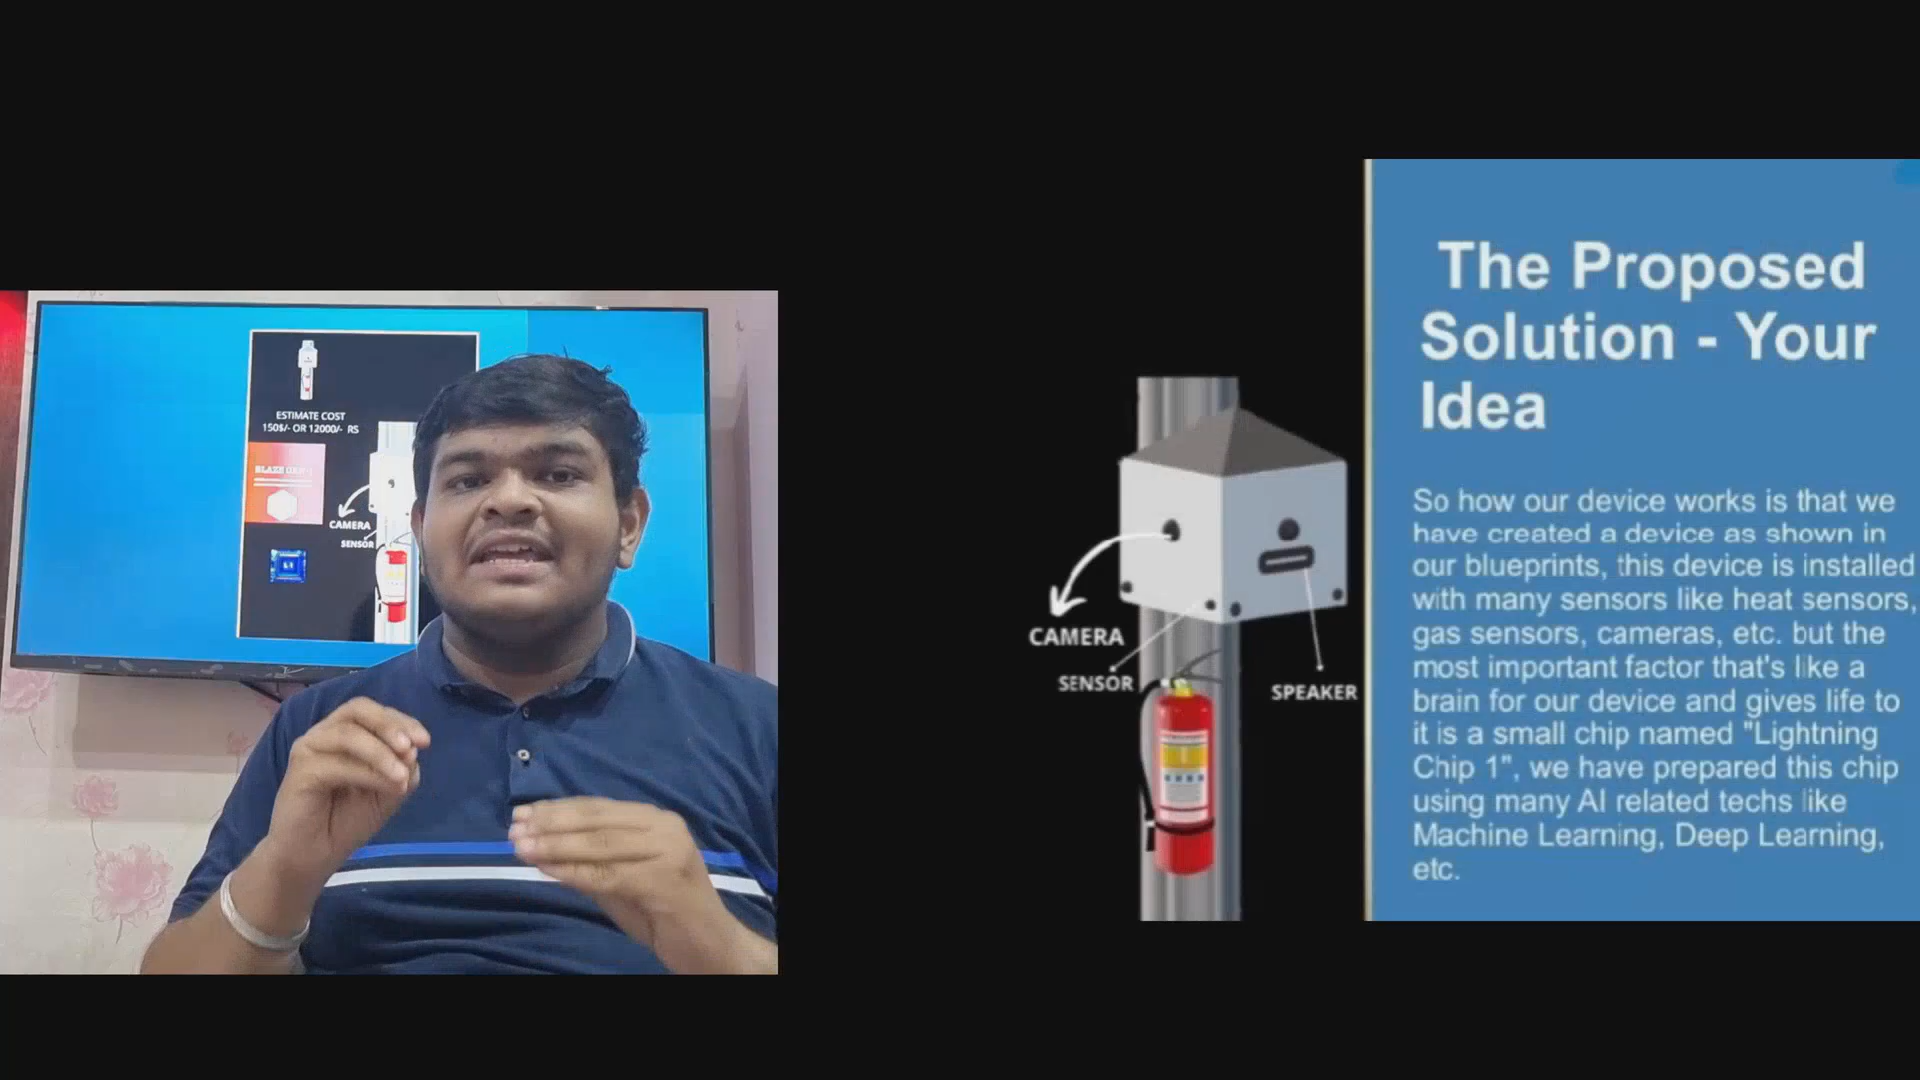 ESTIMATE COST
150$/- OR 12000/- RS
BLAZE GEN-1
CAMERA
SENSOR
L1
CAMERA
SENSOR
SPEAKER
The Proposed
Solution - Your
Idea
So how our device works is that we
have created a device as shown in
our blueprints, this device is installed
with many sensors like heat sensors,
gas sensors, cameras, etc. but the
most important factor that's like a
brain for our device and gives life to
it is a small chip named "Lightning
Chip 1", we have prepared this chip
using many AI related techs like
Machine Learning, Deep Learning,
etc.